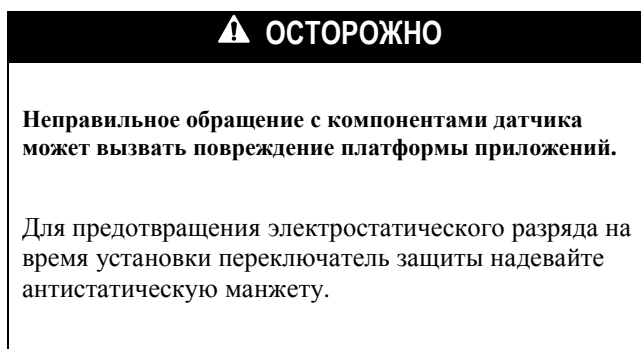 ОСТОРОЖНО
Неправильное обращение с компонентами датчика
может вызвать повреждение платформы приложений.
Для предотвращения электростатического разряда на
время установки переключатель защиты надевайте
антистатическую манжету.